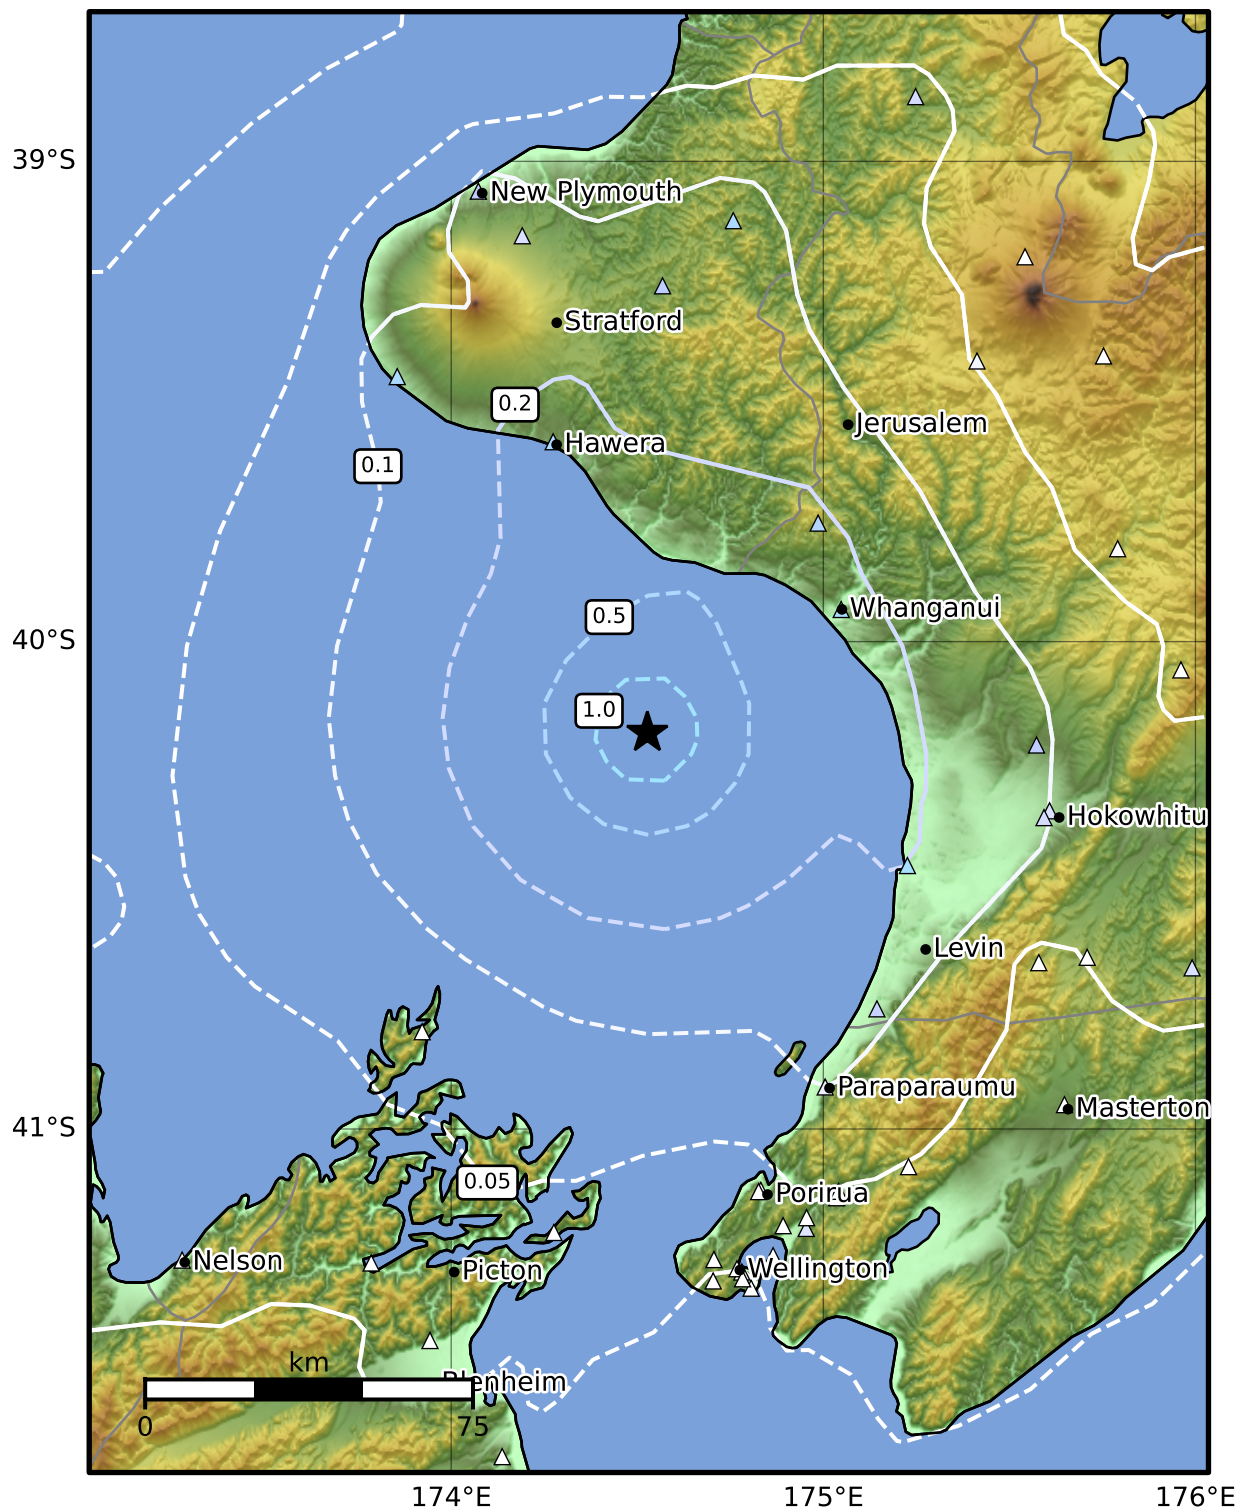 39°S
New Plymouth
Stratford
0.2
Jerusalem
Hawera
0.1
Whanganui
0.5
40°S
1.0
Hokowhitu
Levin
Paraparaumu
Masterton
41°S
0.05
Porirua
Nelson
Picton
Wellington
km
Blenheim
0
75
174°E
175°E
176°E